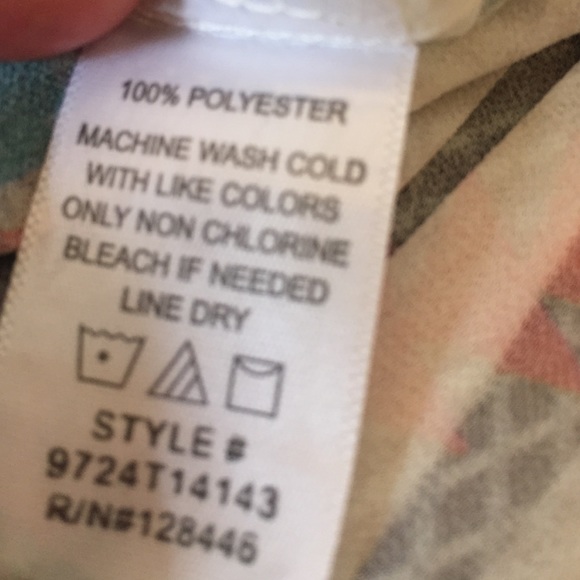 100% POLYESTER
MACHINE WASH COLD
WITH LIKE COLORS
ONLY NON CHLORINE
BLEACH IF NEEDED
LINE DRY
STYLE #
9724T14143
R/N#128446